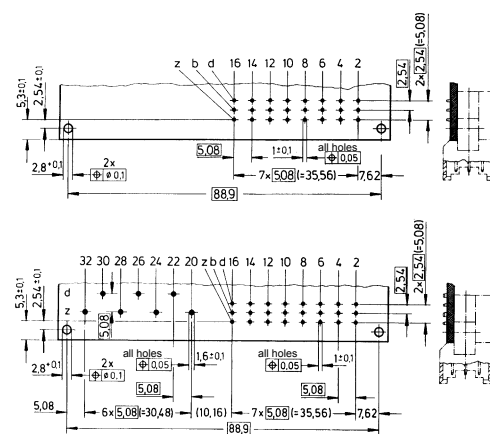 z b d 16 14 12 10 8 6 4 2
5,3±0,1
2,54±0,1
2,54
2×2,54(=5,08)
2,8+0,1
2x
⌖ ø 0,1
5,08
1±0,1
all holes
⌖ 0,05
7×5,08(=35,56)
7,62
88,9
32 30 28 26 24 22 20 z b d 16 14 12 10 8 6 4 2
d
z
5,3±0,1
2,54±0,1
5,08
2,54
2×2,54(=5,08)
2,8+0,1
2x
⌖ ø 0,1
all holes
⌖ 0,05
1,6±0,1
all holes
⌖ 0,05
1±0,1
5,08
5,08
5,08
6×5,08(=30,48)
(10,16)
7×5,08(=35,56)
7,62
88,9